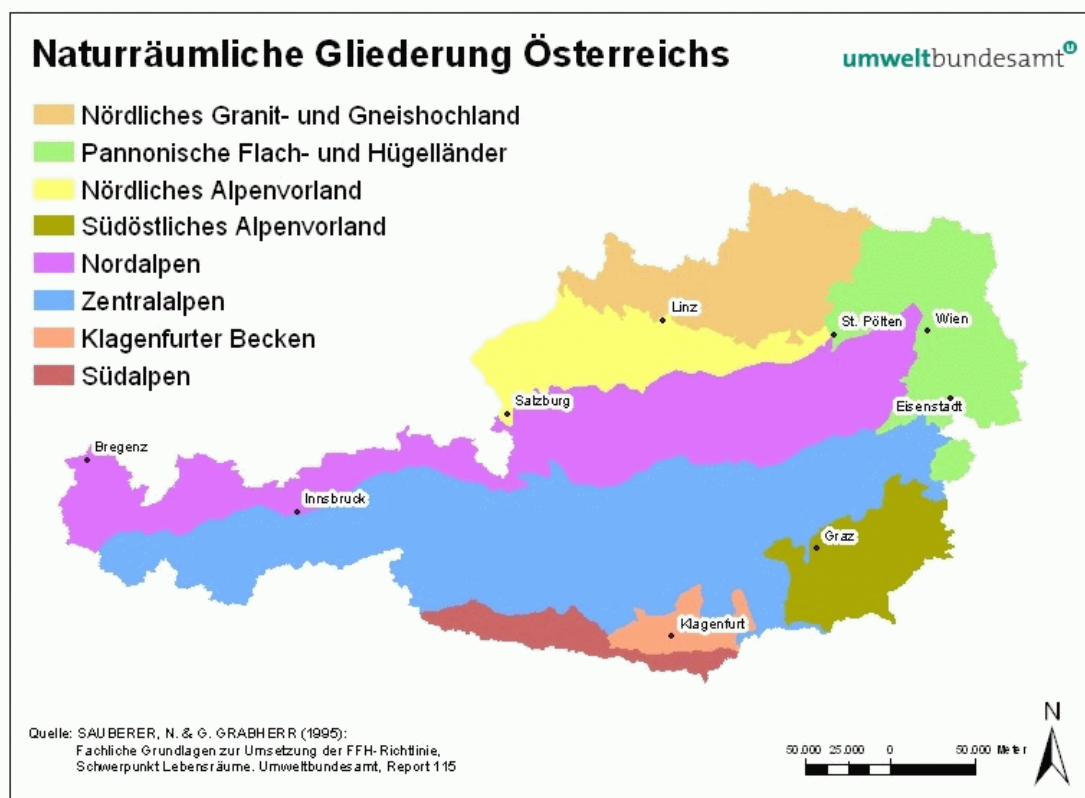 Naturräumliche Gliederung Österreichs
umweltbundesamt
u
Nördliches Granit- und Gneishochland
Pannonische Flach- und Hügelländer
Nördliches Alpenvorland
Südöstliches Alpenvorland
Nordalpen
Zentralalpen
Klagenfurter Becken
Südalpen
Linz
St. Pölten
Wien
Salzburg
Eisenstadt
Bregenz
Innsbruck
Graz
Klagenfurt
Quelle: SAUBERER, N. & G. GRABHERR (1995):
Fachliche Grundlagen zur Umsetzung der FFH-Richtlinie,
Schwerpunkt Lebensräume. Umweltbundesamt, Report 115
50.000 25.000 0 50.000 Meter
N